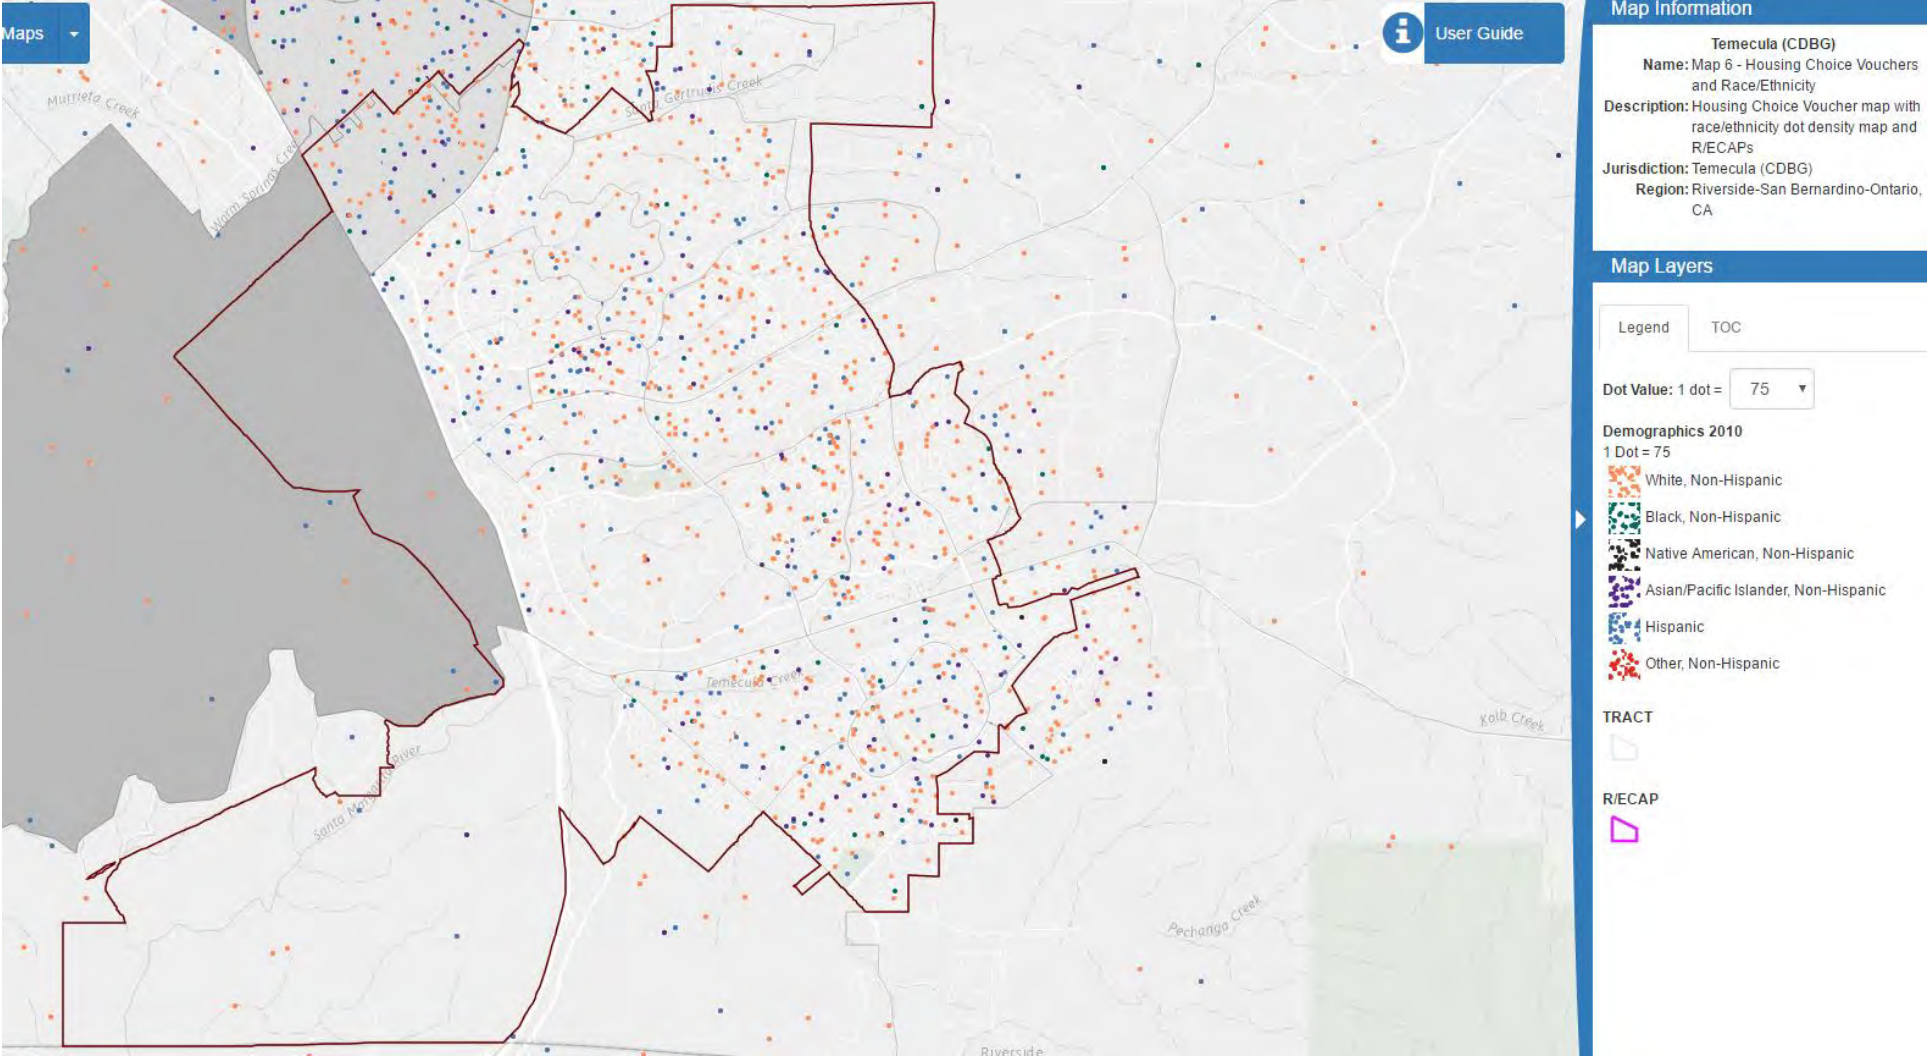 Maps
User Guide
Murrieta Creek
Warm Springs Creek
Santa Gertrudis Creek
Temecula Creek
Santa Margarita River
Kolb Creek
Pechanga Creek
Riverside
Map Information
Temecula (CDBG)
Name: Map 6 - Housing Choice Vouchers
and Race/Ethnicity
Description: Housing Choice Voucher map with
race/ethnicity dot density map and
R/ECAPs
Jurisdiction: Temecula (CDBG)
Region: Riverside-San Bernardino-Ontario,
CA
Map Layers
Legend TOC
Dot Value: 1 dot = 75
Demographics 2010
1 Dot = 75
White, Non-Hispanic
Black, Non-Hispanic
Native American, Non-Hispanic
Asian/Pacific Islander, Non-Hispanic
Hispanic
Other, Non-Hispanic
TRACT
R/ECAP